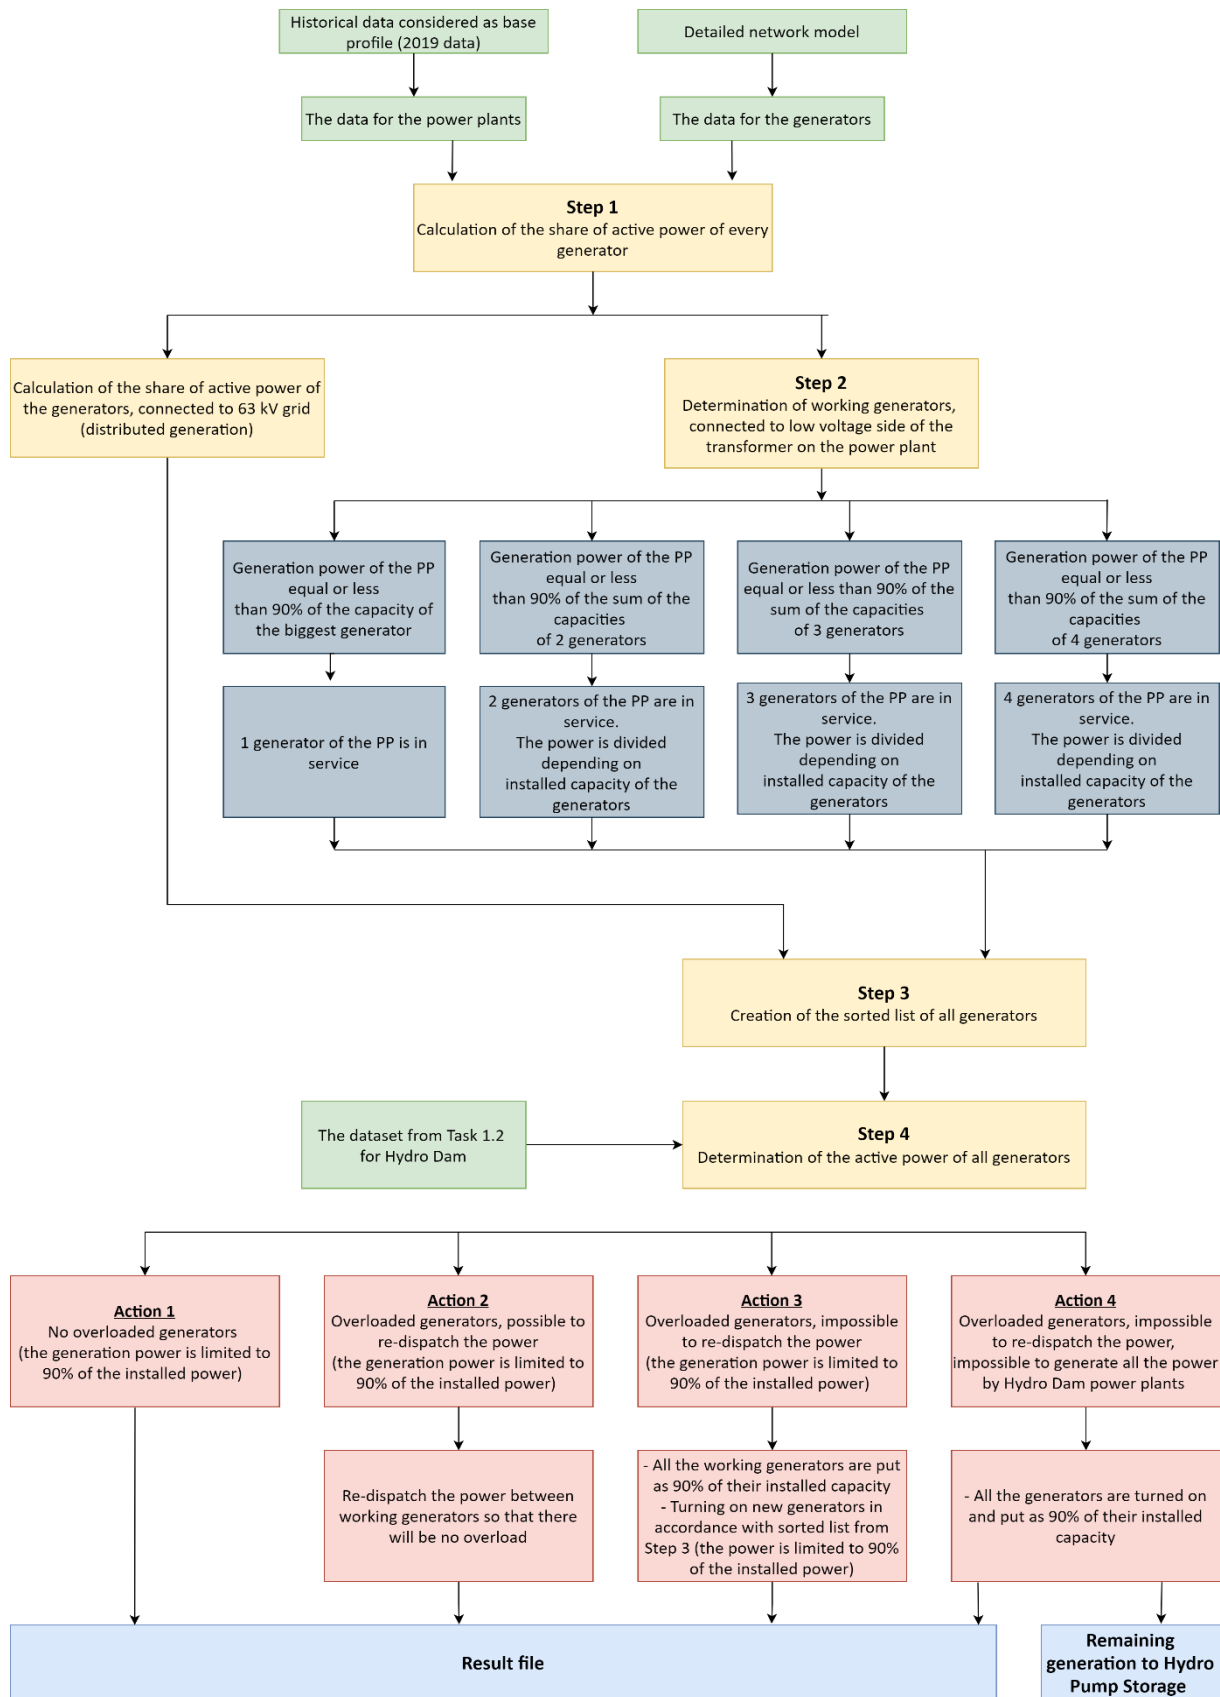 Historical data considered as base
profile (2019 data)
Detailed network model
The data for the power plants
The data for the generators
Step 1
Calculation of the share of active power of every
generator
Calculation of the share of active power of
the generators, connected to 63 kV grid
(distributed generation)
Step 2
Determination of working generators,
connected to low voltage side of the
transformer on the power plant
Generation power of the PP
equal or less
than 90% of the capacity of
the biggest generator
Generation power of the PP
equal or less
than 90% of the sum of the
capacities
of 2 generators
Generation power of the PP
equal or less than 90% of the
sum of the capacities
of 3 generators
Generation power of the PP
equal or less
than 90% of the sum of the
capacities
of 4 generators
1 generator of the PP is in
service
2 generators of the PP are in
service.
The power is divided
depending on
installed capacity of the
generators
3 generators of the PP are in
service.
The power is divided
depending on
installed capacity of the
generators
4 generators of the PP are in
service.
The power is divided
depending on
installed capacity of the
generators
Step 3
Creation of the sorted list of all generators
The dataset from Task 1.2
for Hydro Dam
Step 4
Determination of the active power of all generators
Action 1
No overloaded generators
(the generation power is limited to
90% of the installed power)
Action 2
Overloaded generators, possible to
re-dispatch the power
(the generation power is limited to
90% of the installed power)
Action 3
Overloaded generators, impossible
to re-dispatch the power
(the generation power is limited to
90% of the installed power)
Action 4
Overloaded generators, impossible
to re-dispatch the power,
impossible to generate all the power
by Hydro Dam power plants
Re-dispatch the power between
working generators so that there
will be no overload
- All the working generators are put
as 90% of their installed capacity
- Turning on new generators in
accordance with sorted list from
Step 3 (the power is limited to 90%
of the installed power)
- All the generators are turned on
and put as 90% of their installed
capacity
Result file
Remaining
generation to Hydro
Pump Storage